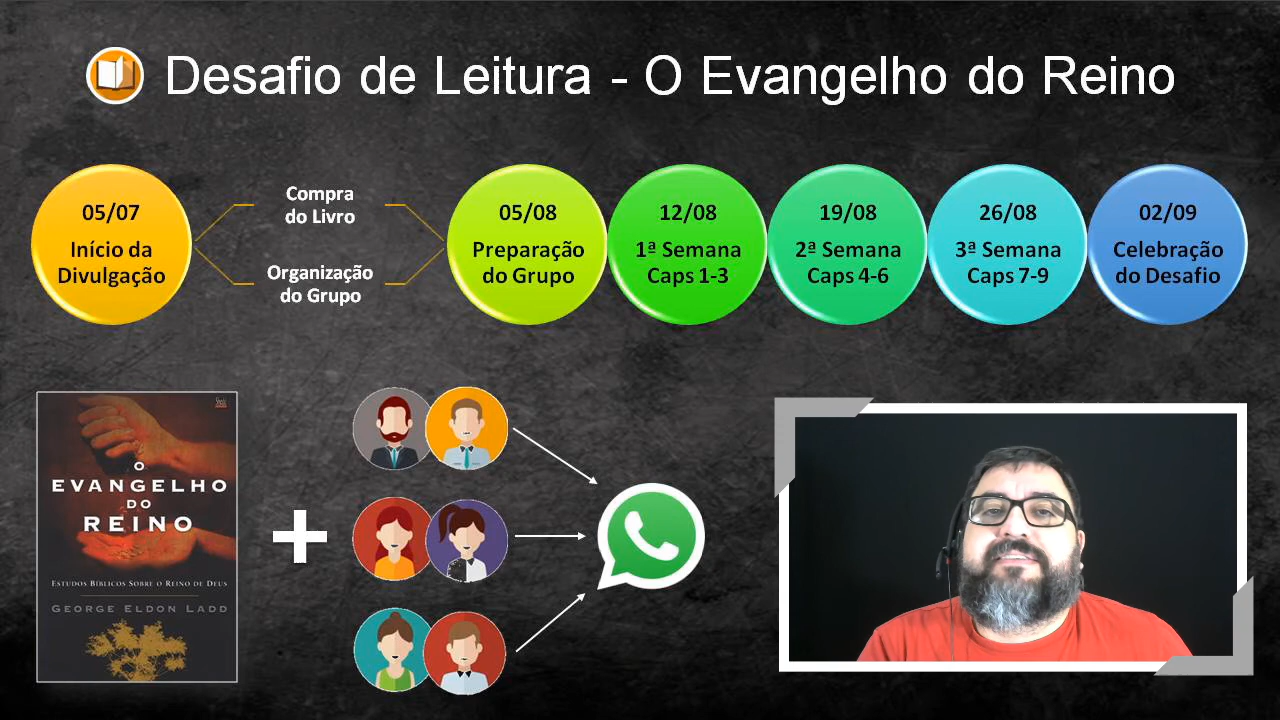 Desafio de Leitura - O Evangelho do Reino
05/07
Início da
Divulgação
Compra
do Livro
Organização
do Grupo
05/08
Preparação
do Grupo
12/08
1ª Semana
Caps 1-3
19/08
2ª Semana
Caps 4-6
26/08
3ª Semana
Caps 7-9
02/09
Celebração
do Desafio
O
EVANGELHO
DO
REINO
ESTUDOS BÍBLICOS SOBRE O REINO DE DEUS
GEORGE ELDON LADD